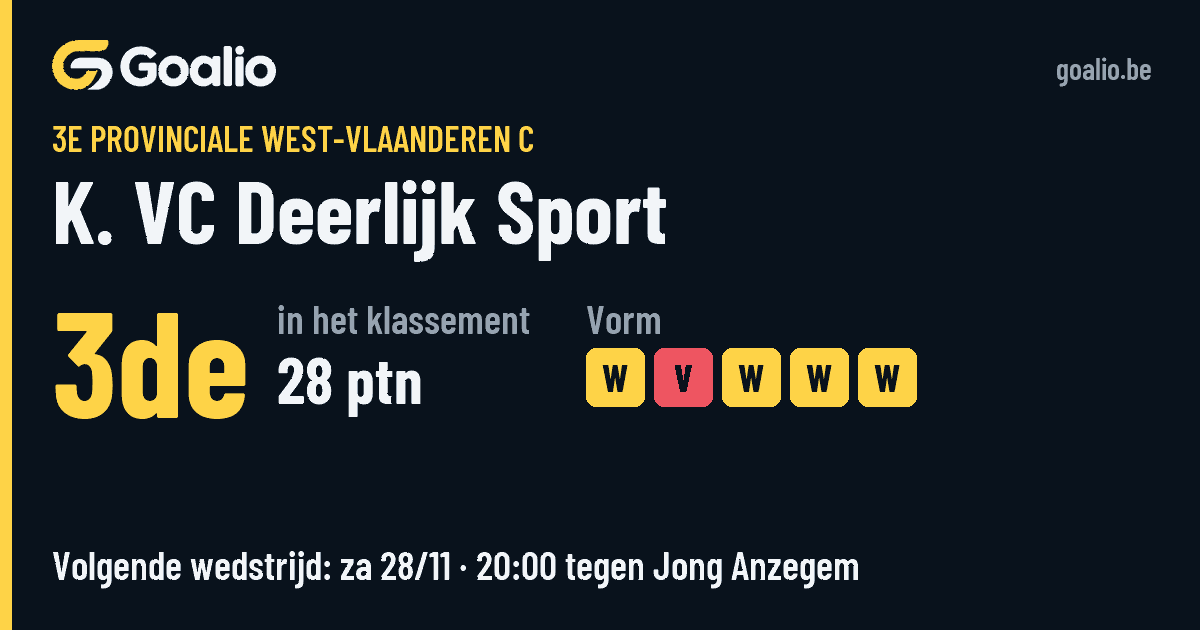 Goalio
goalio.be
3E PROVINCIALE WEST-VLAANDEREN C
K. VC Deerlijk Sport
3de
in het klassement
28 ptn
Vorm
W V W W W
Volgende wedstrijd: za 28/11 · 20:00 tegen Jong Anzegem